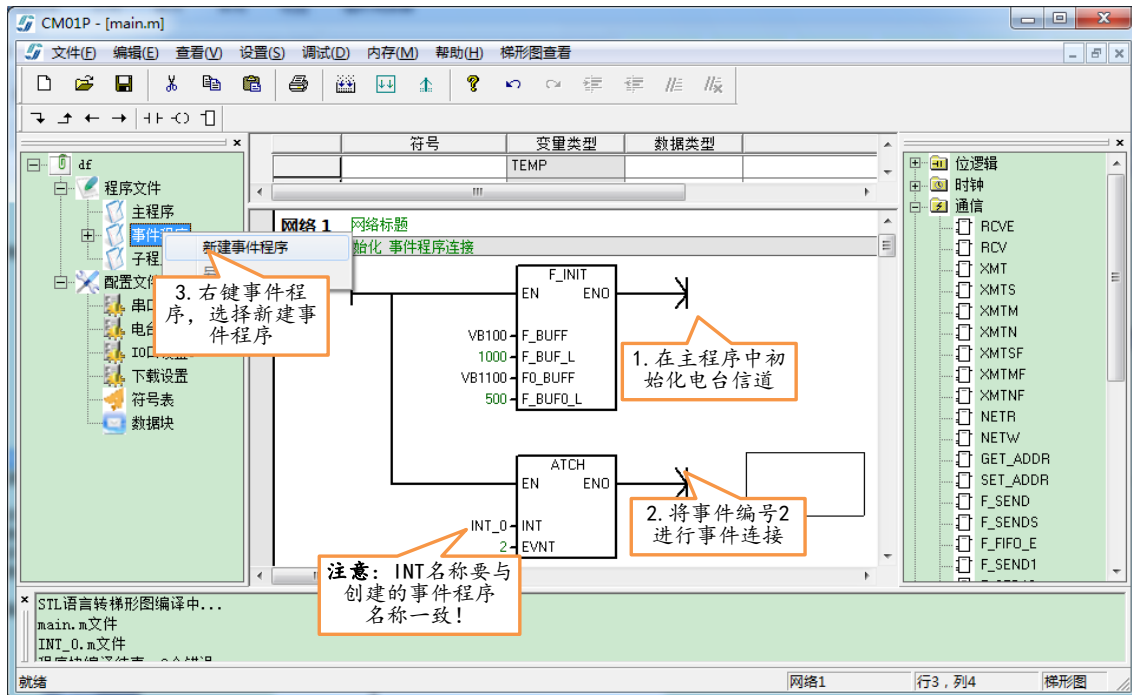 CM01P - [main.m]
文件(F) 编辑(E) 查看(V) 设置(S) 调试(D) 内存(M) 帮助(H) 梯形图查看
符号 变量类型 数据类型
TEMP
df
程序文件
主程序
事件
子程
配置文件
串口
电台
IO口
下载设置
符号表
数据块
新建事件程序
网络 1 网络标题
始化 事件程序连接
F_INIT
EN ENO
VB100 F_BUFF
1000 F_BUF_L
VB1100 FO_BUFF
500 F_BUFO_L
ATCH
EN ENO
INT_0 INT
2 EVNT
3.右键事件程
序，选择新建事
件程序
1.在主程序中初
始化电台信道
2.将事件编号2
进行事件连接
注意：INT名称要与
创建的事件程序
名称一致！
位逻辑
时钟
通信
RCVE
RCV
XMT
XMTS
XMTM
XMTN
XMTSF
XMTMF
XMTNF
NETR
NETW
GET_ADDR
SET_ADDR
F_SEND
F_SENDS
F_FIFO_E
F_SEND1
STL语言转梯形图编译中...
main.m文件
INT_0.m文件
就绪 网络1 行3，列4 梯形图